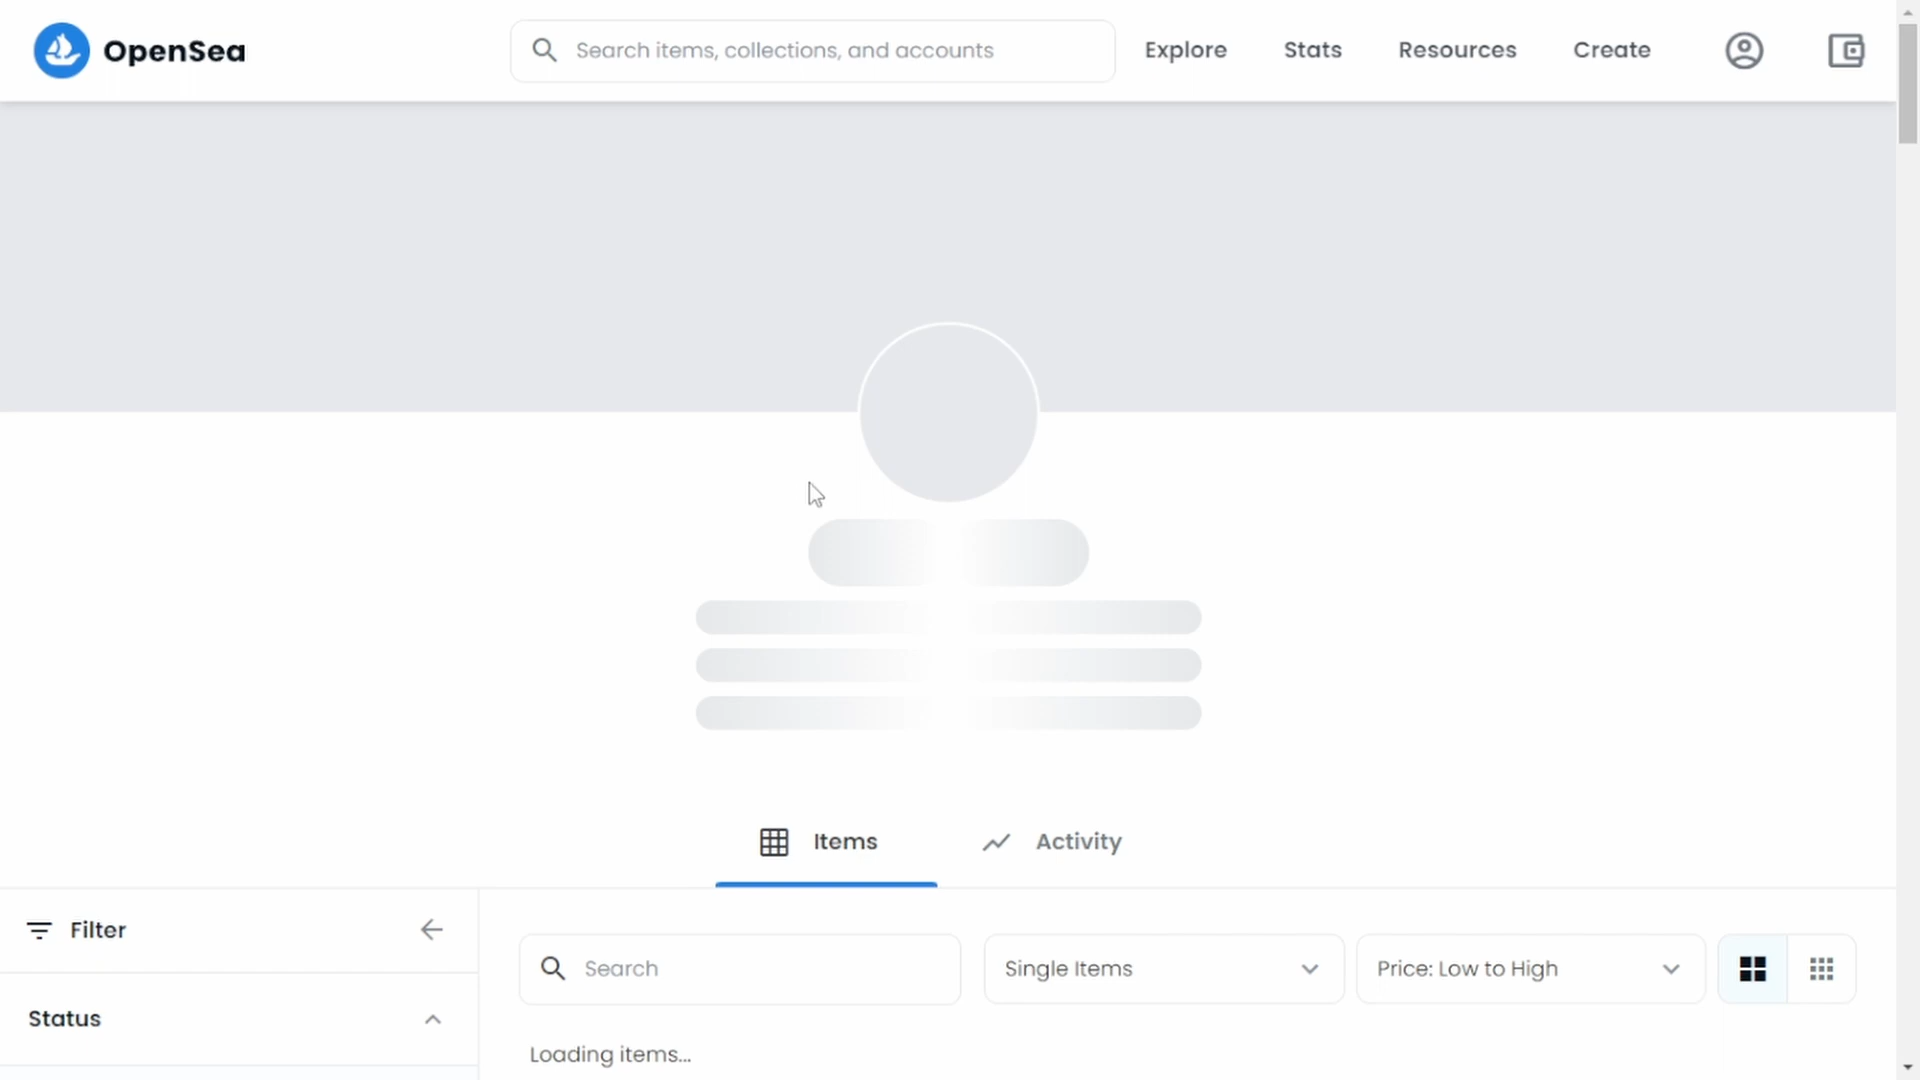 OpenSea
Search items, collections, and accounts
Explore
Stats
Resources
Create
Items
Activity
Filter
Search
Single Items
Price: Low to High
Status
Loading items...